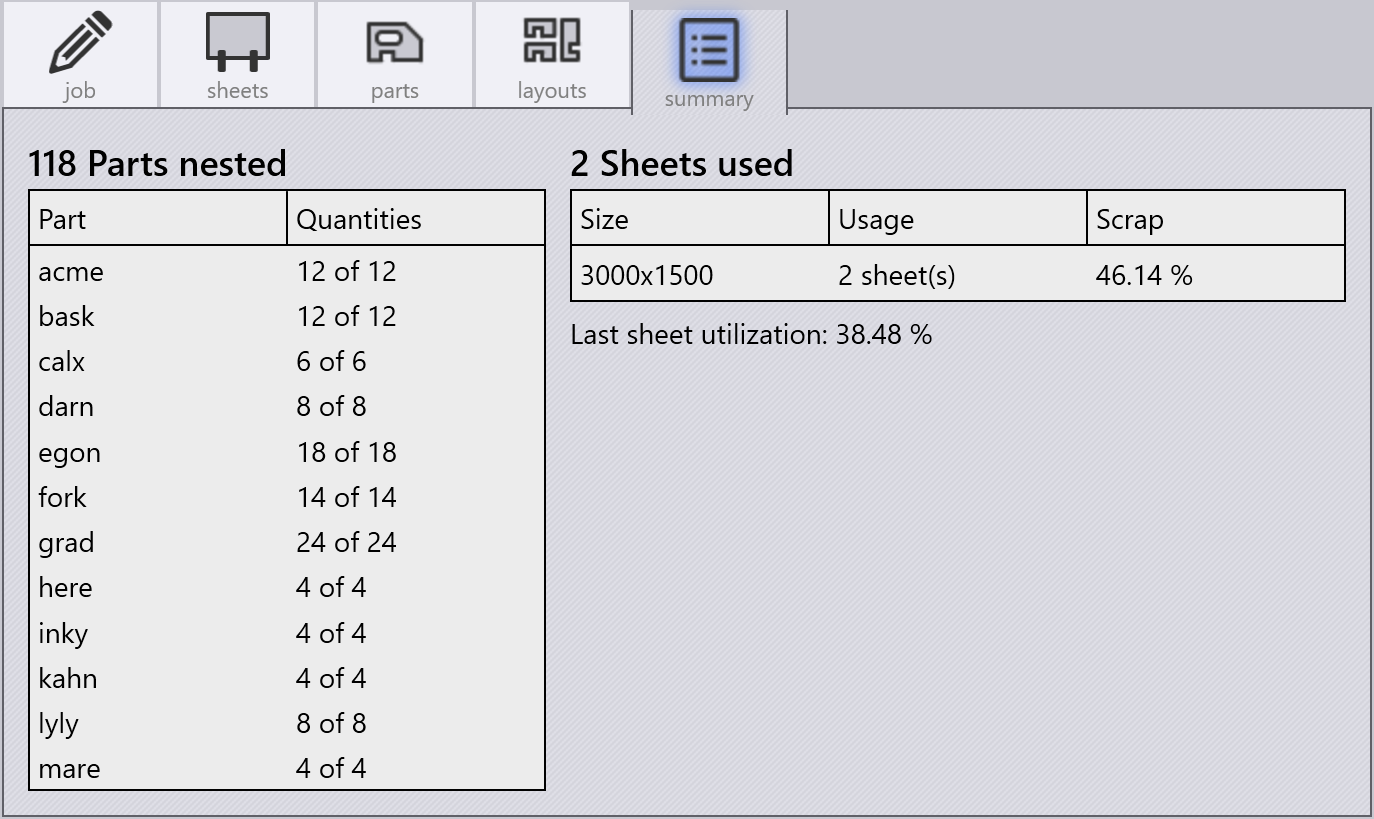 job
sheets
parts
layouts
summary
118 Parts nested
Part Quantities
acme 12 of 12
bask 12 of 12
calx 6 of 6
darn 8 of 8
egon 18 of 18
fork 14 of 14
grad 24 of 24
here 4 of 4
inky 4 of 4
kahn 4 of 4
lyly 8 of 8
mare 4 of 4
2 Sheets used
Size Usage Scrap
3000x1500 2 sheet(s) 46.14 %
Last sheet utilization: 38.48 %